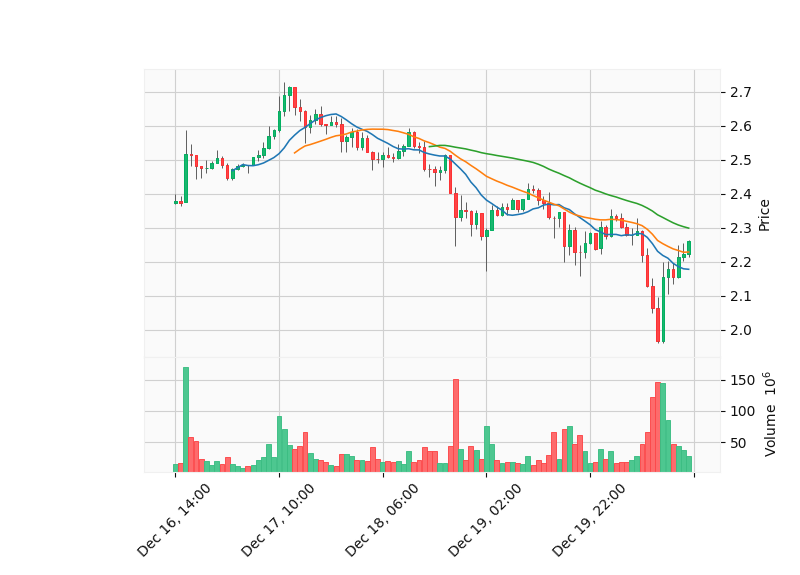 2.7
2.6
2.5
2.4
2.3
2.2
2.1
2.0
Price
150
100
50
Volume 10^6
Dec 16, 14:00
Dec 17, 10:00
Dec 18, 06:00
Dec 19, 02:00
Dec 19, 22:00